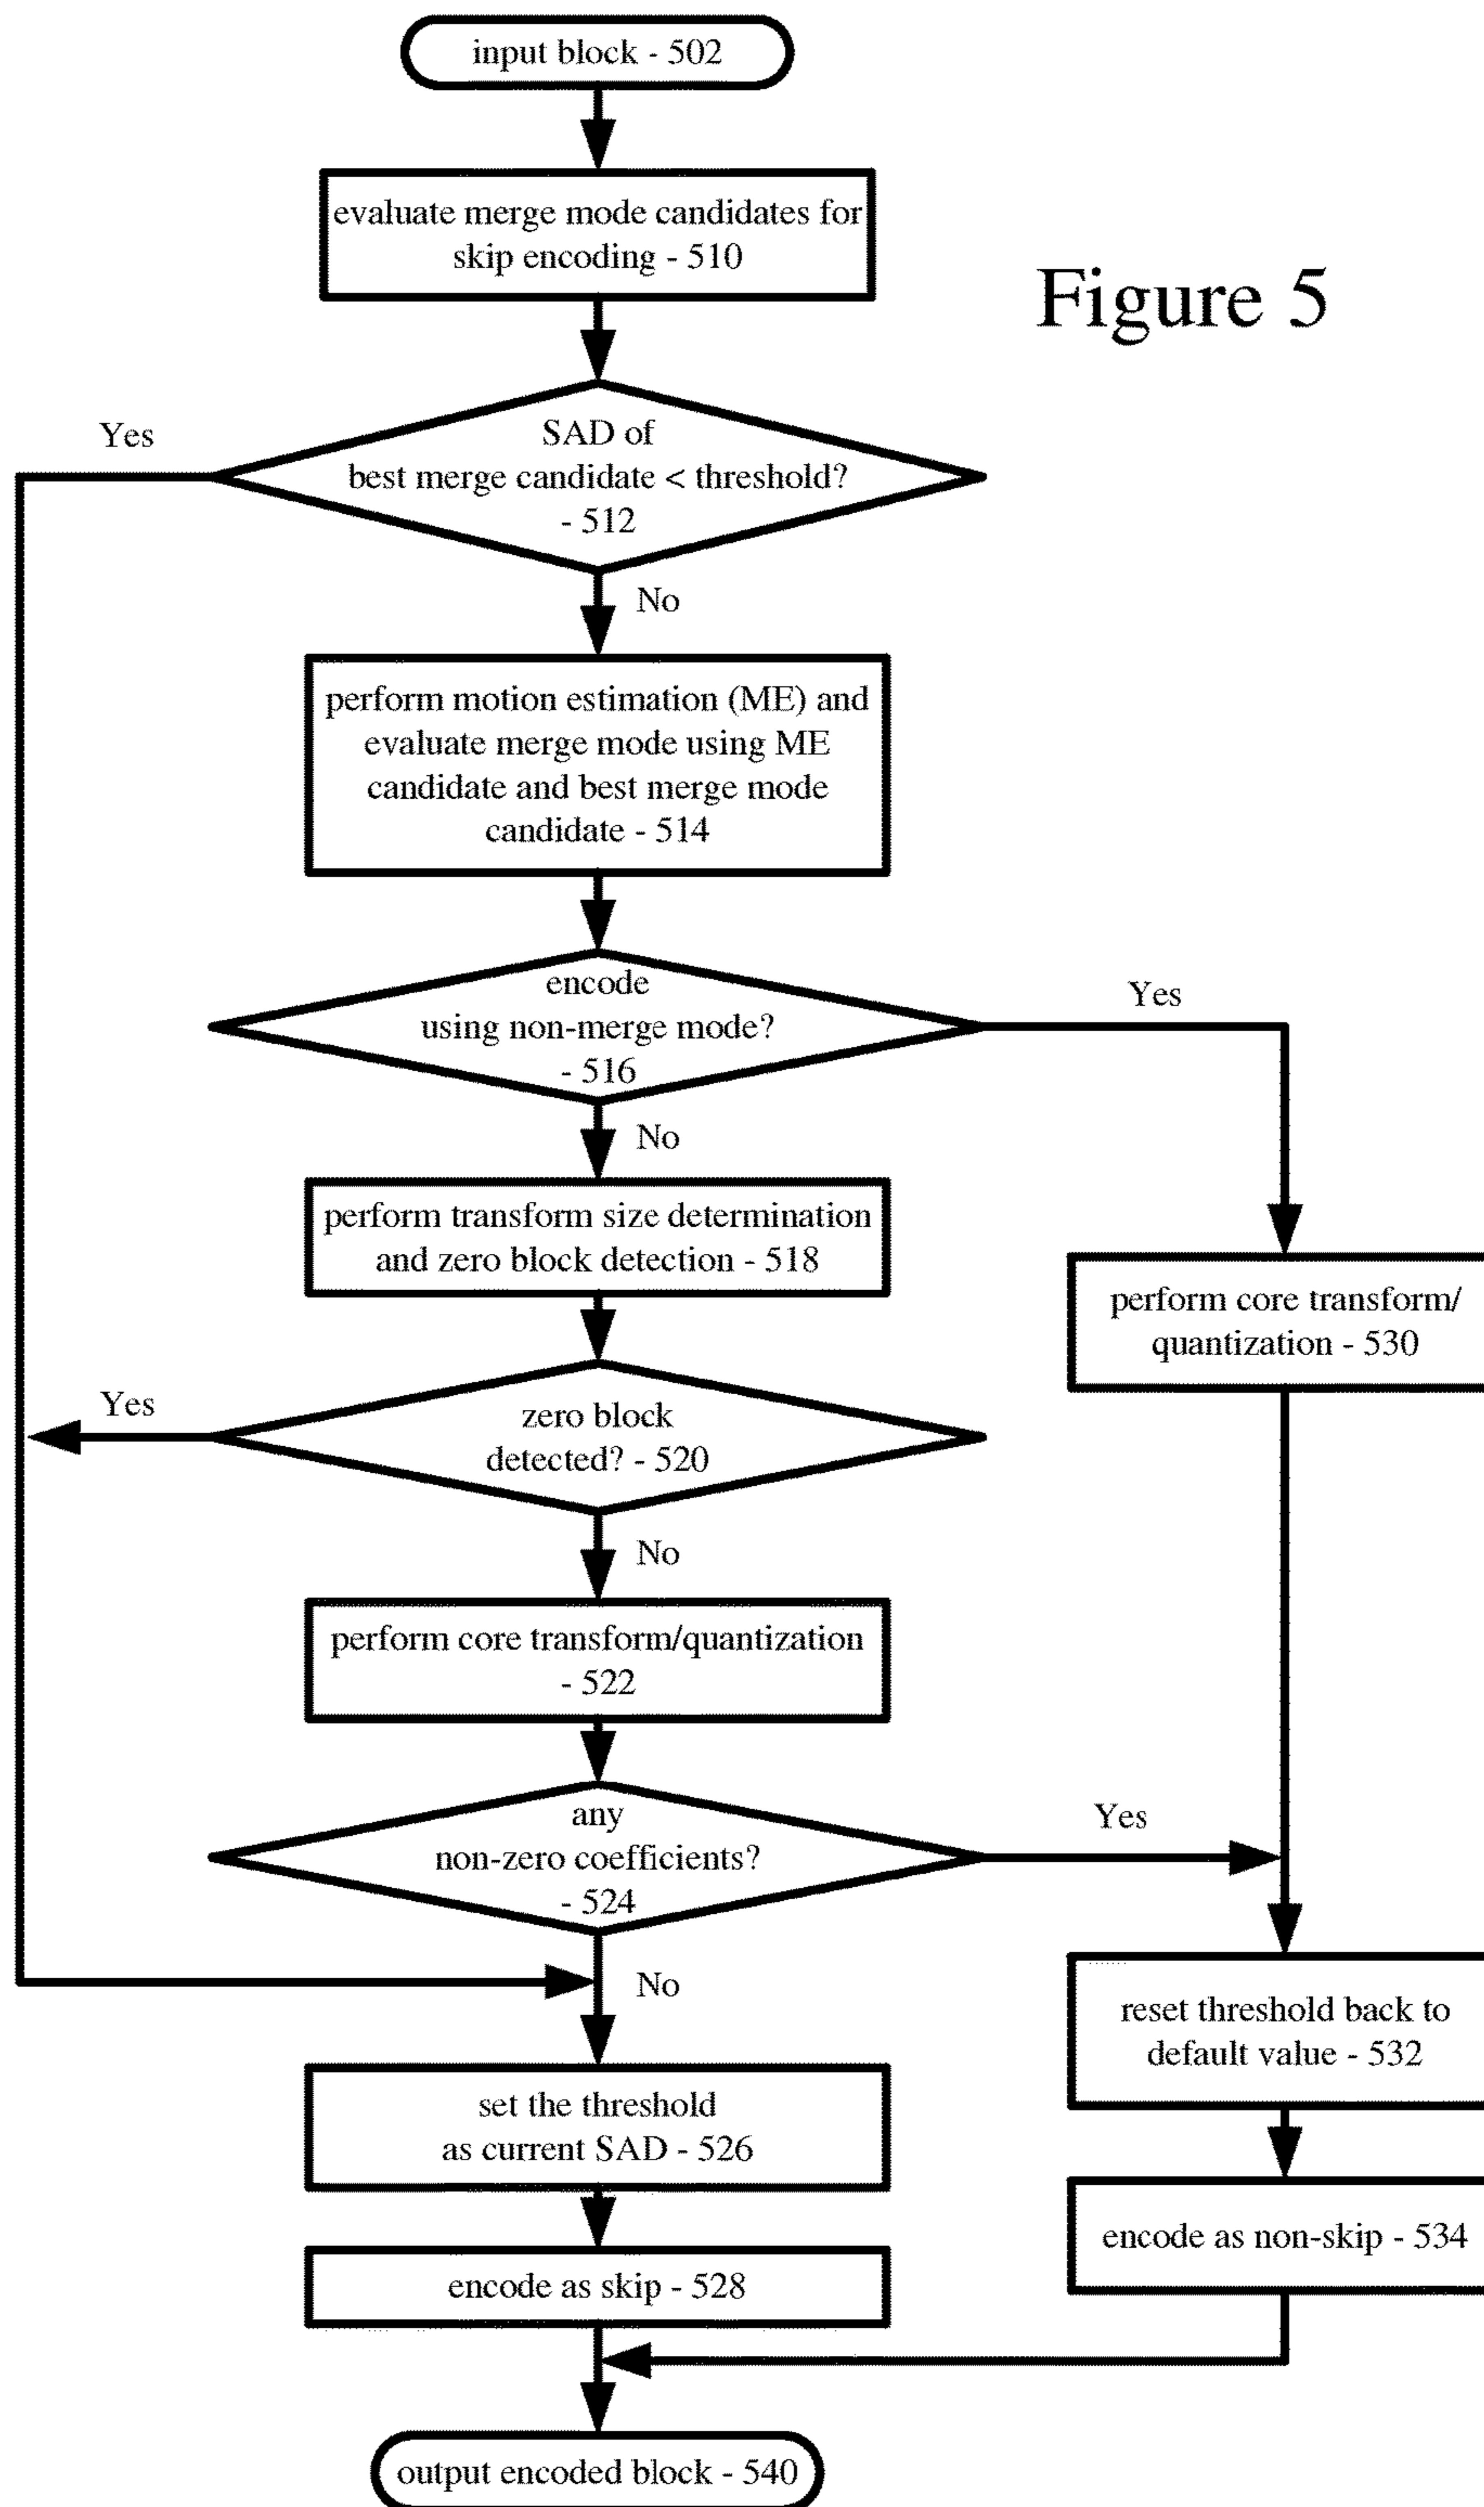 input block - 502
evaluate merge mode candidates for
skip encoding - 510
Figure 5
Yes
SAD of
best merge candidate < threshold?
- 512
No
perform motion estimation (ME) and
evaluate merge mode using ME
candidate and best merge mode
candidate - 514
encode
using non-merge mode?
- 516
Yes
No
perform transform size determination
and zero block detection - 518
perform core transform/
quantization - 530
Yes
zero block
detected? - 520
No
perform core transform/quantization
- 522
any
non-zero coefficients?
- 524
Yes
No
reset threshold back to
default value - 532
set the threshold
as current SAD - 526
encode as non-skip - 534
encode as skip - 528
output encoded block - 540